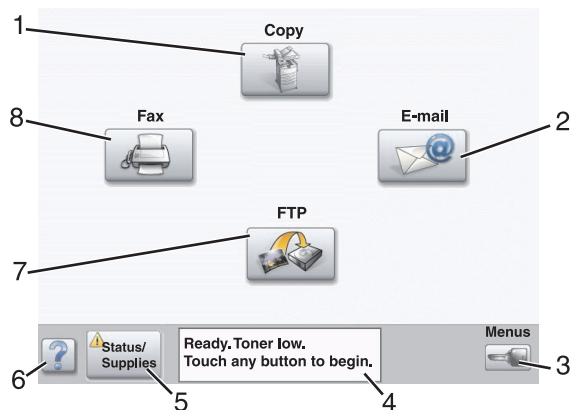 1
Copy
8
Fax
E-mail
2
@
FTP
7
Menus
?
Status/
Supplies
Ready. Toner low.
Touch any button to begin.
6
5
4
3